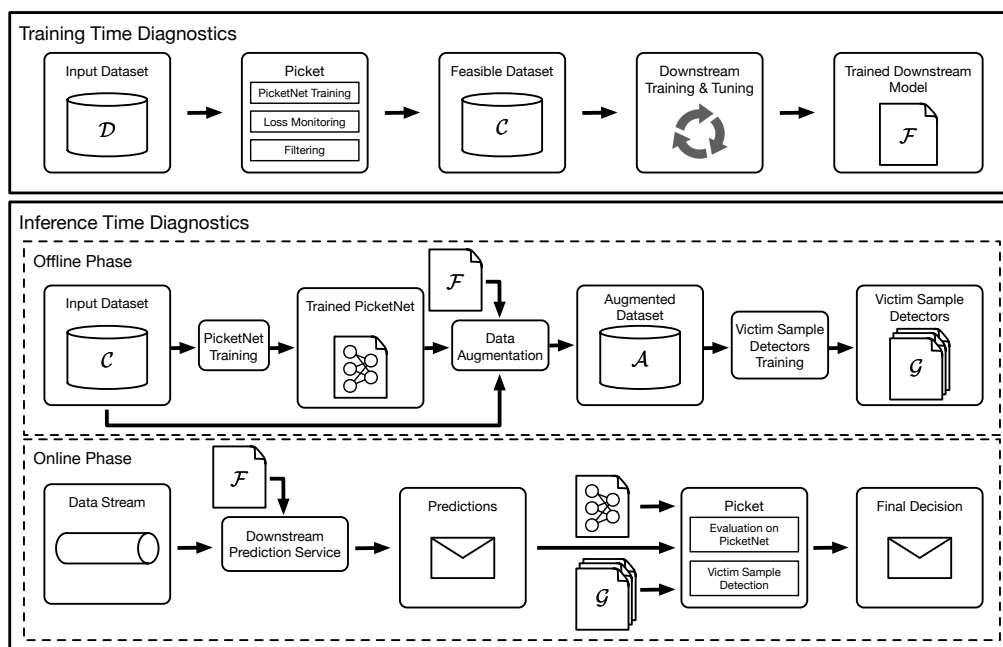 Training Time Diagnostics
Input Dataset
𝒟
Picket
PicketNet Training
Loss Monitoring
Filtering
Feasible Dataset
𝒞
Downstream
Training & Tuning
Trained Downstream
Model
ℱ
Inference Time Diagnostics
Offline Phase
Input Dataset
𝒞
PicketNet
Training
Trained PicketNet
ℱ
Data
Augmentation
Augmented
Dataset
𝒜
Victim Sample
Detectors
Training
Victim Sample
Detectors
𝒢
Online Phase
Data Stream
ℱ
Downstream
Prediction Service
Predictions
𝒢
Picket
Evaluation on
PicketNet
Victim Sample
Detection
Final Decision